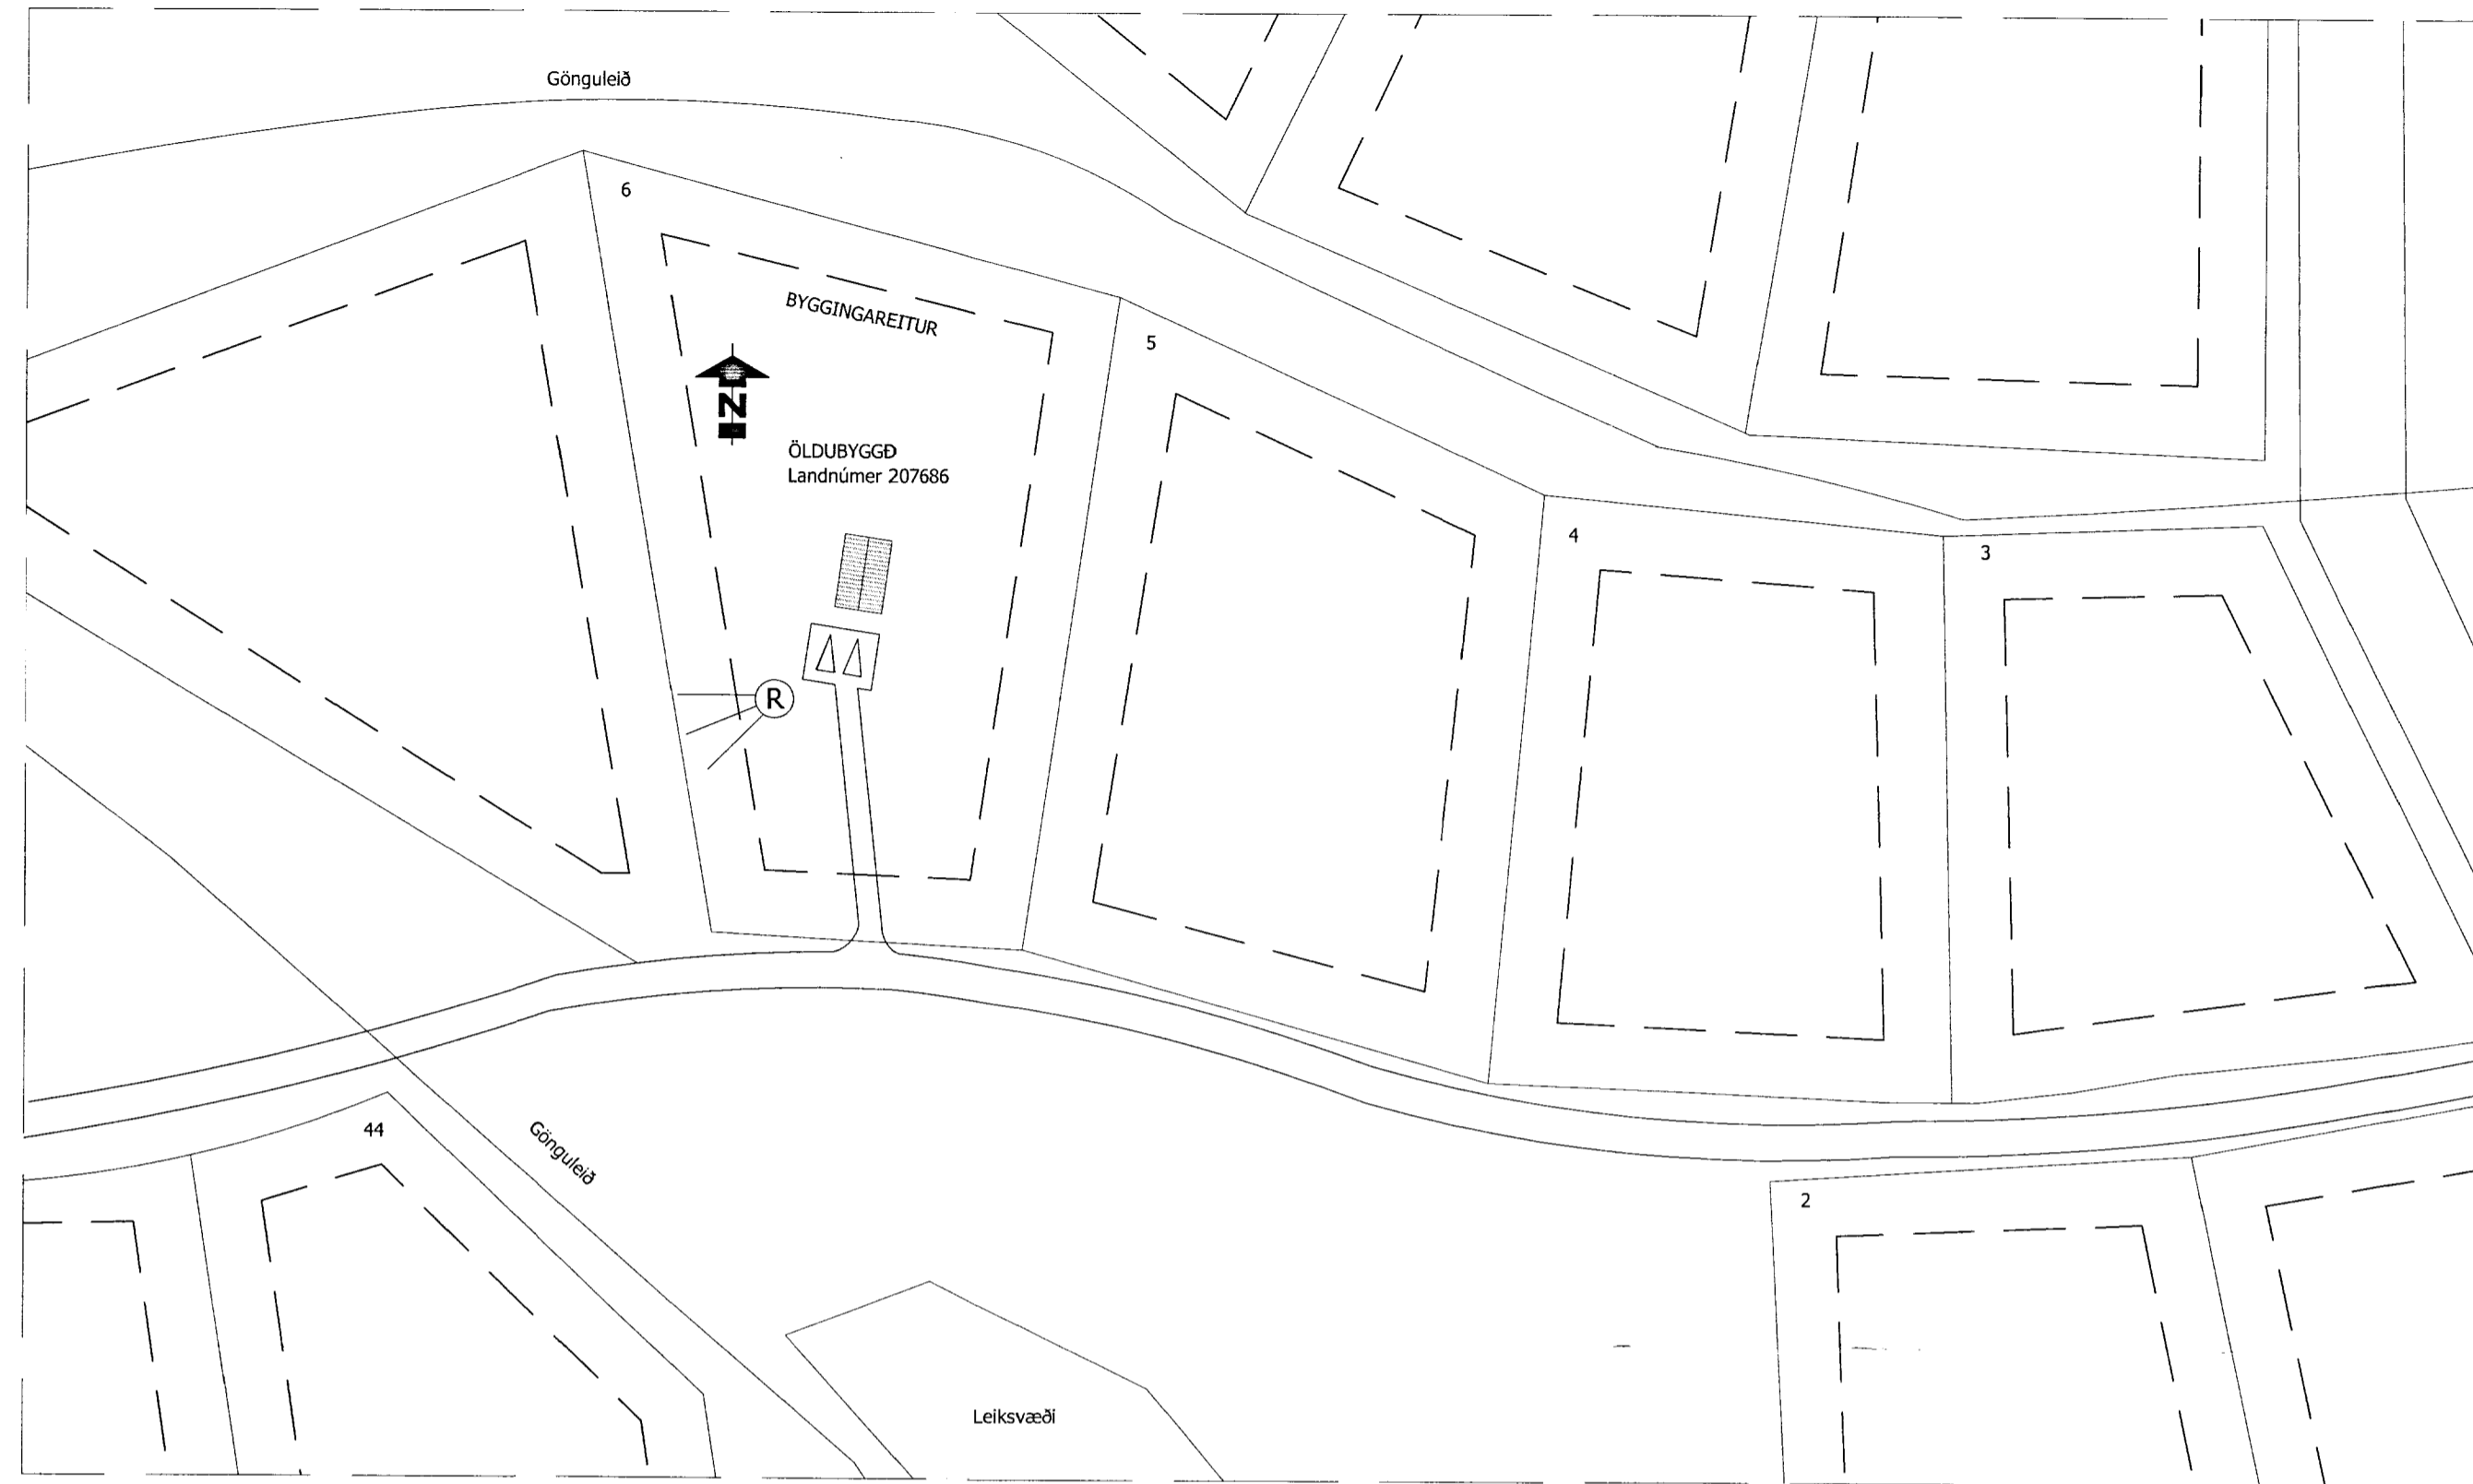 Gönguleið
6
BYGGINGAREITUR
N
5
ÖLDUBYGGÐ
Landnúmer 207686
4
3
R
44
Gönguleið
2
Leiksvæði